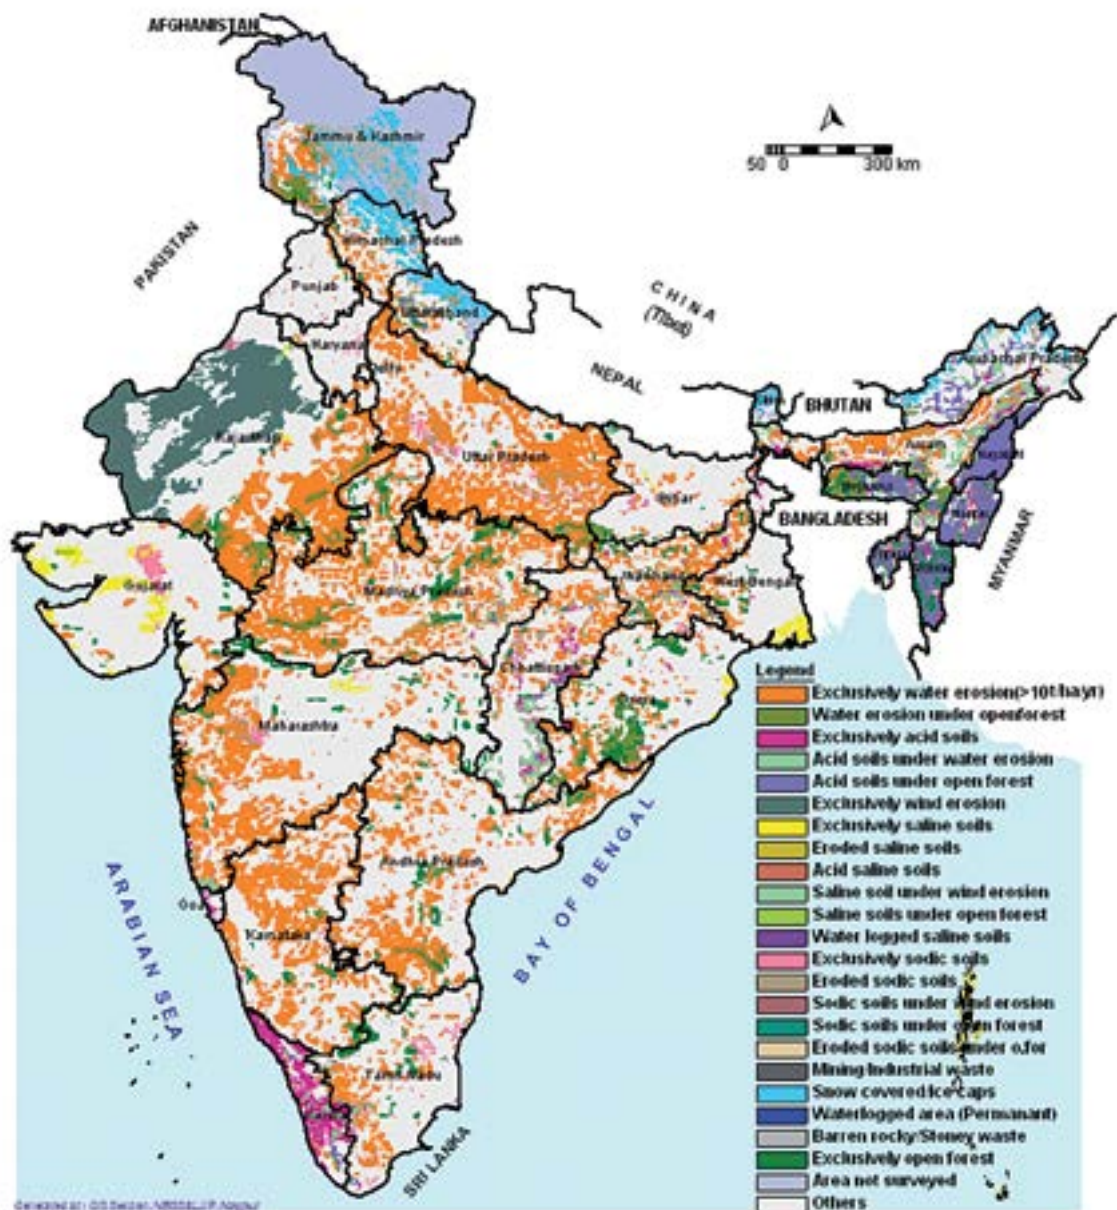 AFGHANISTAN
Jammu & Kashmir
50 0 300 km
PAKISTAN
Himachal Pradesh
Punjab
Uttarakhand
CHINA
(Tibet)
Haryana
Delhi
NEPAL
Arunachal Pradesh
BHUTAN
Rajasthan
Uttar Pradesh
Assam
Nagaland
Bihar
Meghalaya
BANGLADESH
MYANMAR
Gujarat
Madhya Pradesh
Jharkhand
West Bengal
Chhattisgarh
Orissa
Maharashtra
Legend
Exclusively water erosion(>10t/ha/yr)
Water erosion under openforest
Exclusively acid soils
Acid soils under water erosion
Acid soils under open forest
Exclusively wind erosion
Exclusively saline soils
Eroded saline soils
Acid saline soils
Saline soil under wind erosion
Saline soils under open forest
Water logged saline soils
Exclusively sodic soils
Eroded sodic soils
Sodic soils under wind erosion
Sodic soils under open forest
Eroded sodic soils under o.for
Mining/Industrial waste
Snow covered/Ice caps
Waterlogged area (Permanant)
Barren rocky/Stoney waste
Exclusively open forest
Area not surveyed
Others
Andhra Pradesh
BAY OF BENGAL
ARABIAN SEA
Goa
Karnataka
Tamil Nadu
Kerala
SRI LANKA